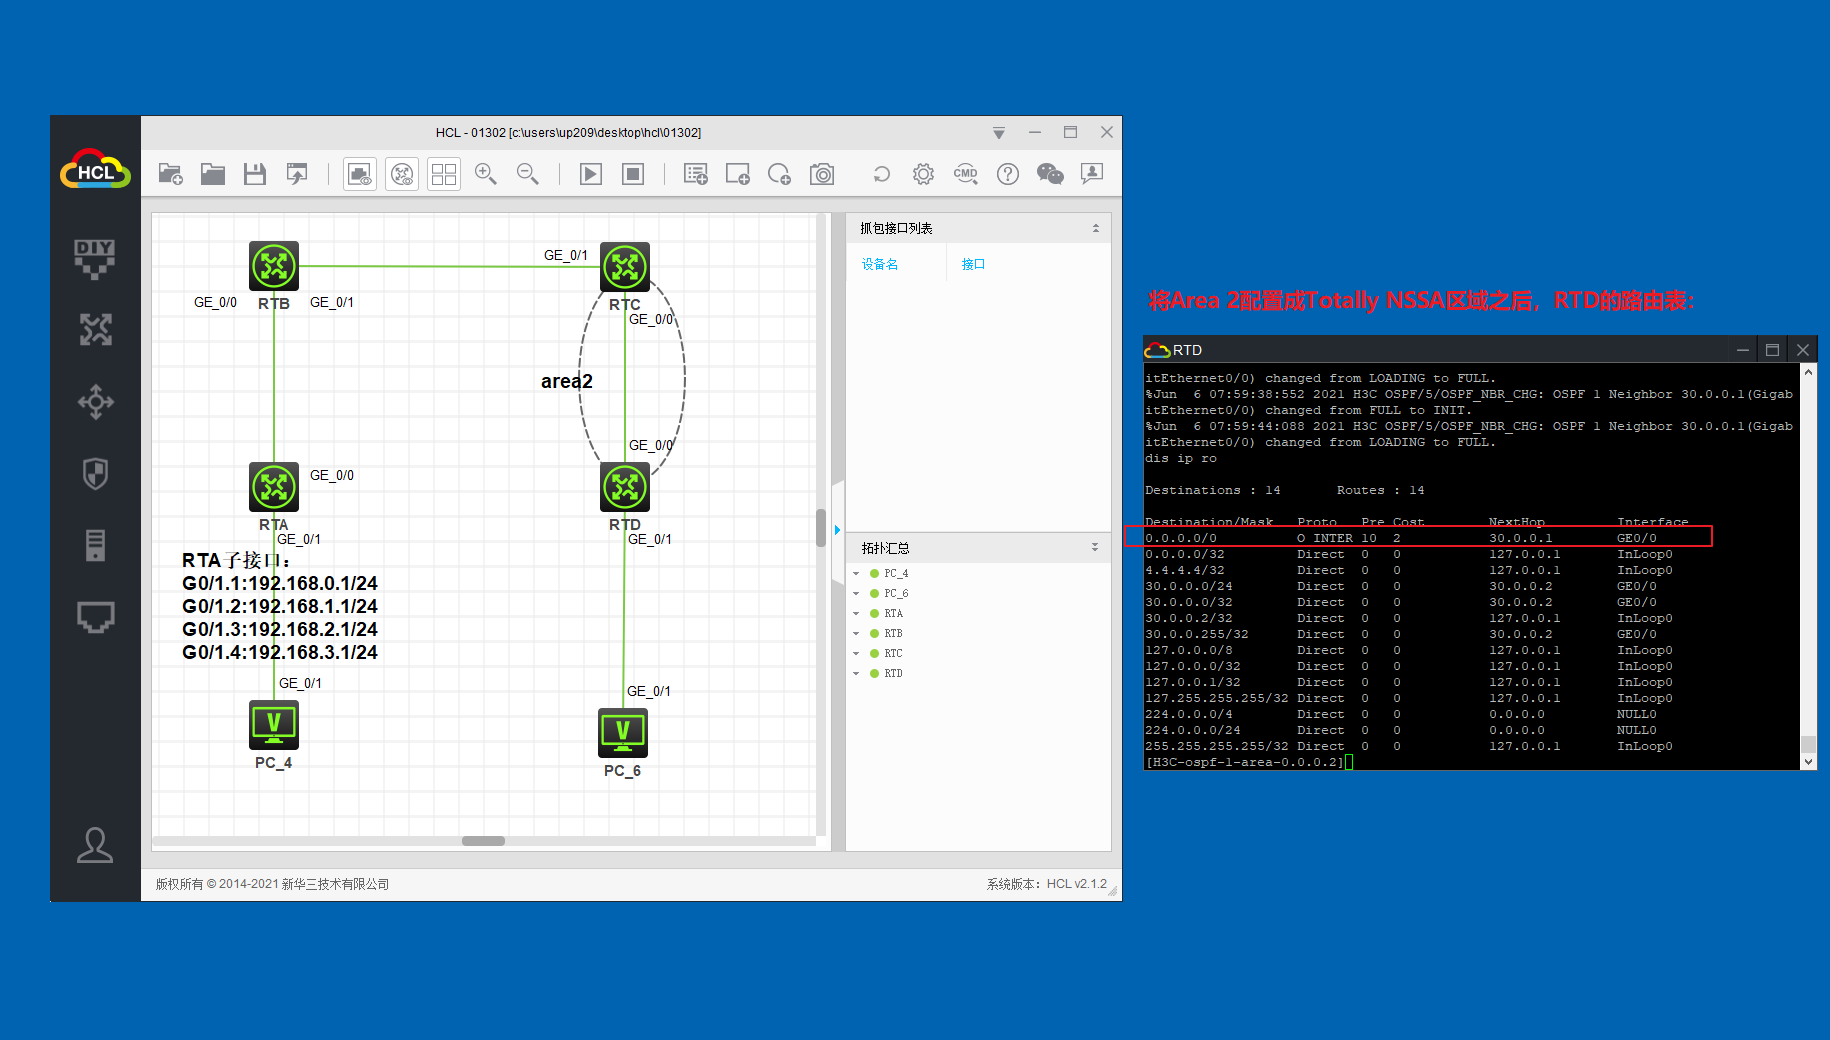 HCL - 01302 [c:\users\up209\desktop\hcl\01302]
HCL
DIY
CMD
GE_0/1
RTB
RTC
GE_0/0
GE_0/1
GE_0/0
area2
GE_0/0
GE_0/0
RTA
RTD
GE_0/1
GE_0/1
RTA子接口：
G0/1.1:192.168.0.1/24
G0/1.2:192.168.1.1/24
G0/1.3:192.168.2.1/24
G0/1.4:192.168.3.1/24
GE_0/1
GE_0/1
V
V
PC_4
PC_6
抓包接口列表
设备名 接口
拓扑汇总
PC_4
PC_6
RTA
RTB
RTC
RTD
版权所有 © 2014-2021 新华三技术有限公司
系统版本：HCL v2.1.2
将Area 2配置成Totally NSSA区域之后，RTD的路由表：
RTD
itEthernet0/0) changed from LOADING to FULL.
%Jun  6 07:59:38:552 2021 H3C OSPF/5/OSPF_NBR_CHG: OSPF 1 Neighbor 30.0.0.1(Gigab
itEthernet0/0) changed from FULL to INIT.
%Jun  6 07:59:44:088 2021 H3C OSPF/5/OSPF_NBR_CHG: OSPF 1 Neighbor 30.0.0.1(Gigab
itEthernet0/0) changed from LOADING to FULL.
dis ip ro
Destinations : 14       Routes : 14
Destination/Mask   Proto   Pre Cost        NextHop         Interface
0.0.0.0/0          O_INTER 10  2           30.0.0.1        GE0/0
0.0.0.0/32         Direct  0   0           127.0.0.1       InLoop0
4.4.4.4/32         Direct  0   0           127.0.0.1       InLoop0
30.0.0.0/24        Direct  0   0           30.0.0.2        GE0/0
30.0.0.0/32        Direct  0   0           30.0.0.2        GE0/0
30.0.0.2/32        Direct  0   0           127.0.0.1       InLoop0
30.0.0.255/32      Direct  0   0           30.0.0.2        GE0/0
127.0.0.0/8        Direct  0   0           127.0.0.1       InLoop0
127.0.0.0/32       Direct  0   0           127.0.0.1       InLoop0
127.0.0.1/32       Direct  0   0           127.0.0.1       InLoop0
127.255.255.255/32 Direct  0   0           127.0.0.1       InLoop0
224.0.0.0/4        Direct  0   0           0.0.0.0         NULL0
224.0.0.0/24       Direct  0   0           0.0.0.0         NULL0
255.255.255.255/32 Direct  0   0           127.0.0.1       InLoop0
[H3C-ospf-1-area-0.0.0.2]